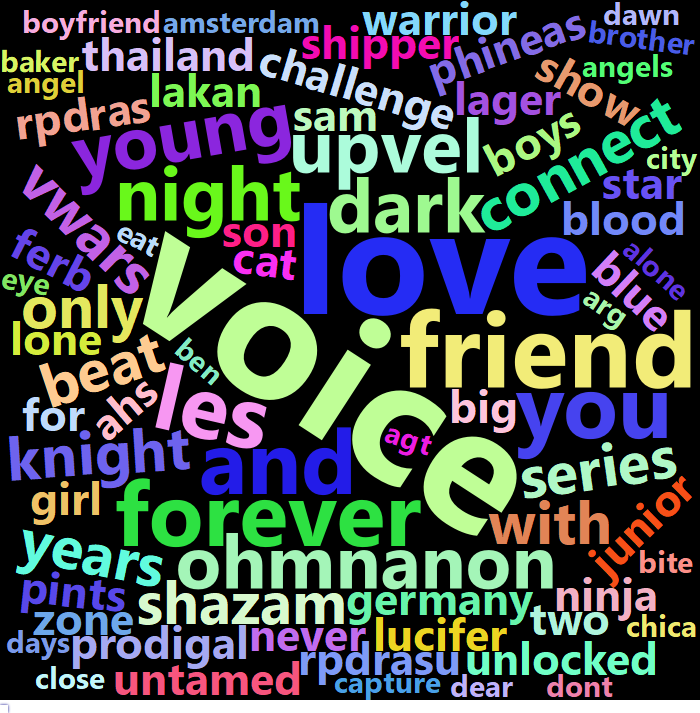 boyfriend amsterdam warrior dawn
baker thailand shipper phineas brother
angel lakan challenge lager show angels
rpdras young sam upvel boys connect city
vwars night dark star
ferb eat son cat love blood
eye only voice blue alone arg
lone beat ben friend
for ahs les agt big you
knight and series
girl forever with junior
years ohmnanon bite
pints shazam germany ninja
zone two chica
days prodigal never lucifer
rpdrasu unlocked
close untamed capture dear dont